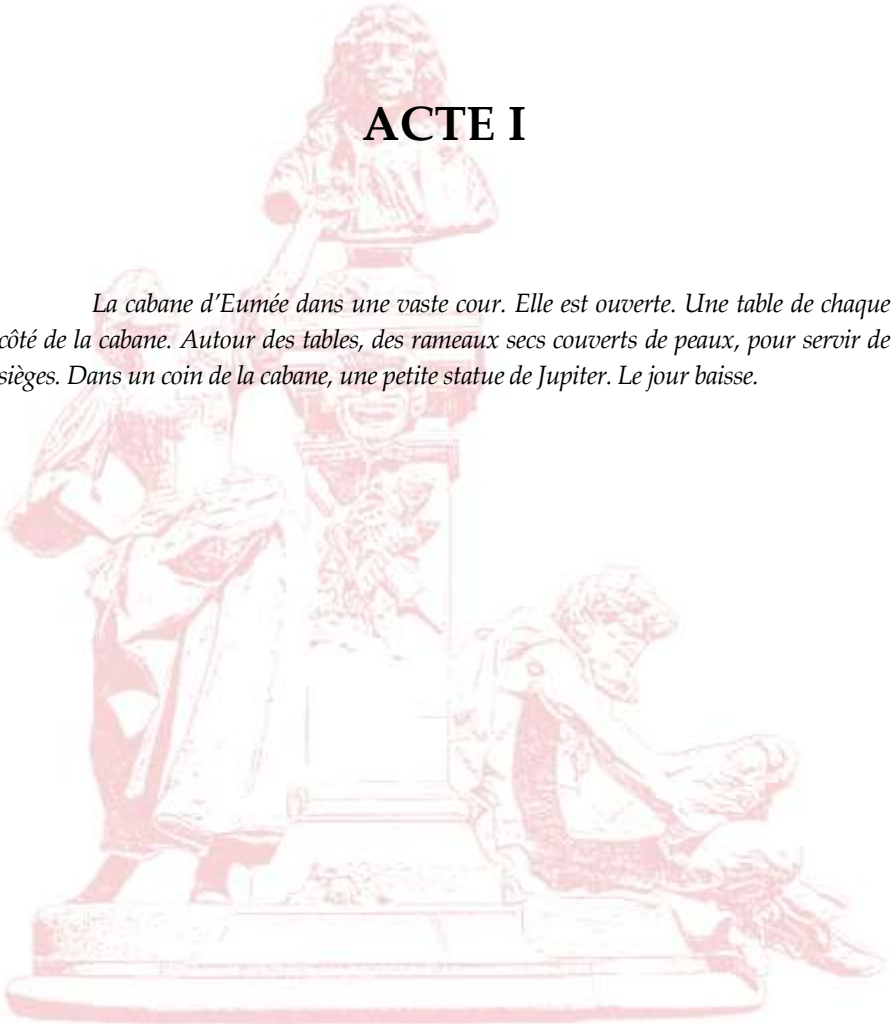 ACTE I
La cabane d’Eumée dans une vaste cour. Elle est ouverte. Une table de chaque
côté de la cabane. Autour des tables, des rameaux secs couverts de peaux, pour servir de
sièges. Dans un coin de la cabane, une petite statue de Jupiter. Le jour baisse.